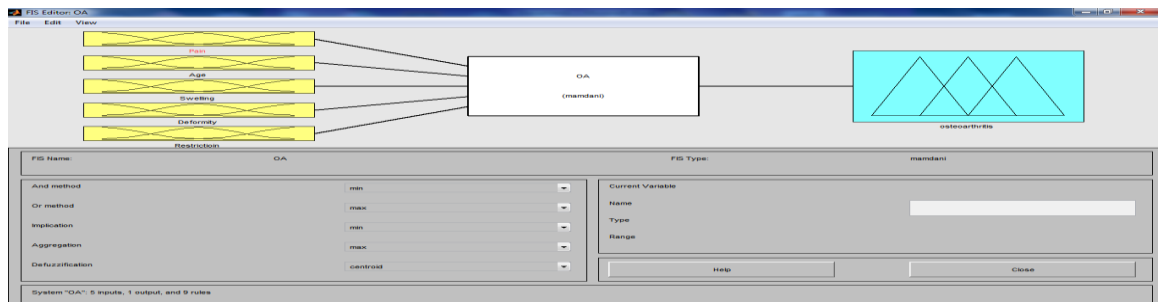 FIS Editor: OA
File Edit View
Pain
Age
Swelling
Deformity
Restrictiom
OA
(mamdani)
osteoarthritis
FIS Name: OA FIS Type: mamdani
And method min
Or method max
Implication min
Aggregation max
Defuzzification centroid
Current Variable
Name
Type
Range
Help Close
System "OA": 5 inputs, 1 output, and 9 rules